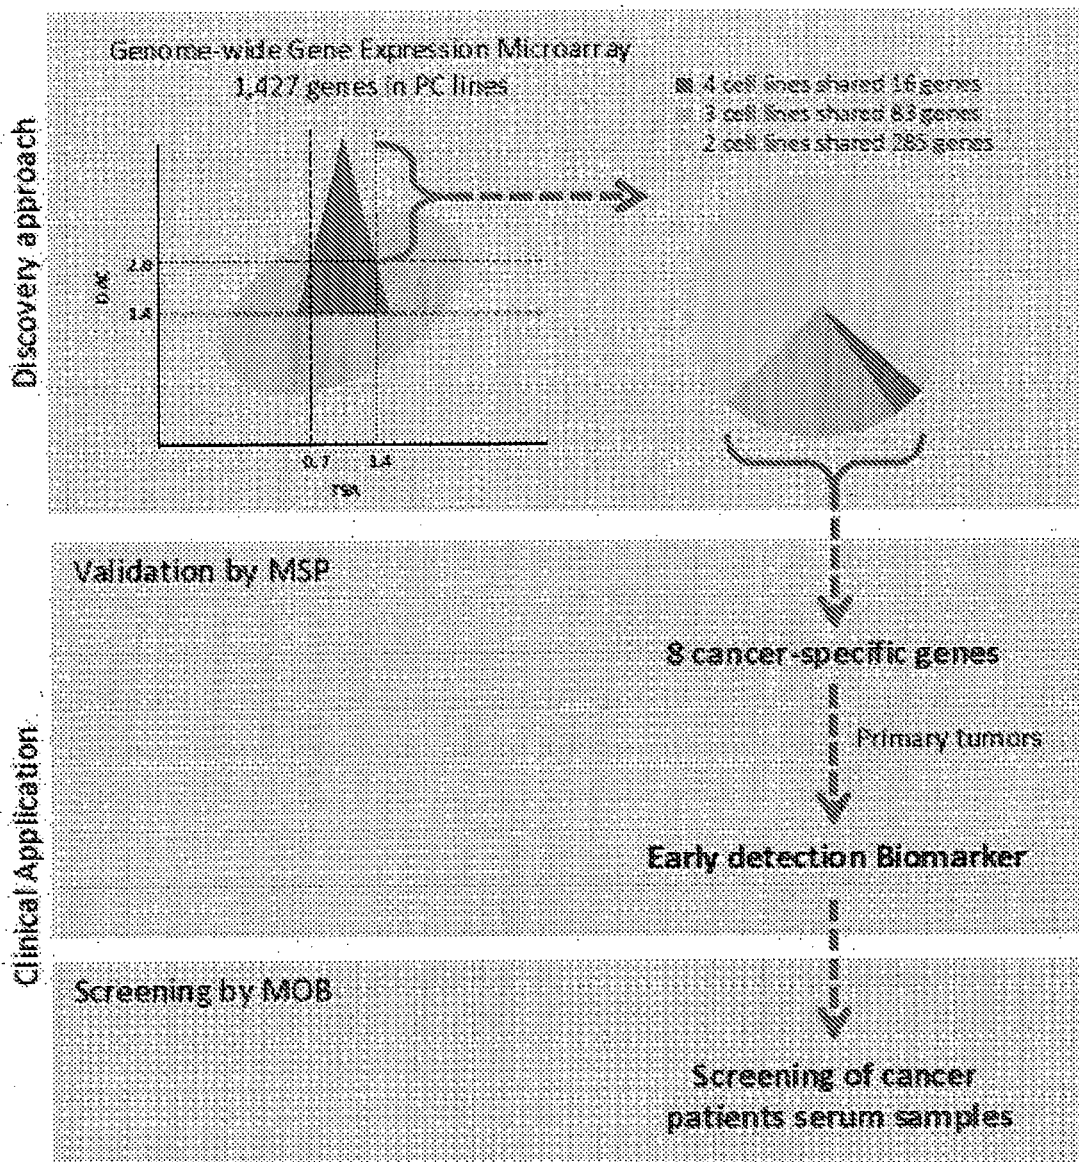 Discovery approach
Genome-wide Gene Expression Microarray
1,427 genes in PC lines
4 cell lines shared 16 genes
3 cell lines shared 83 genes
2 cell lines shared 285 genes
DAC
2.0
1.4
0.7 1.4
TSA
Clinical Application
Validation by MSP
8 cancer-specific genes
Primary tumors
Early detection Biomarker
Screening by MOB
Screening of cancer
patients serum samples